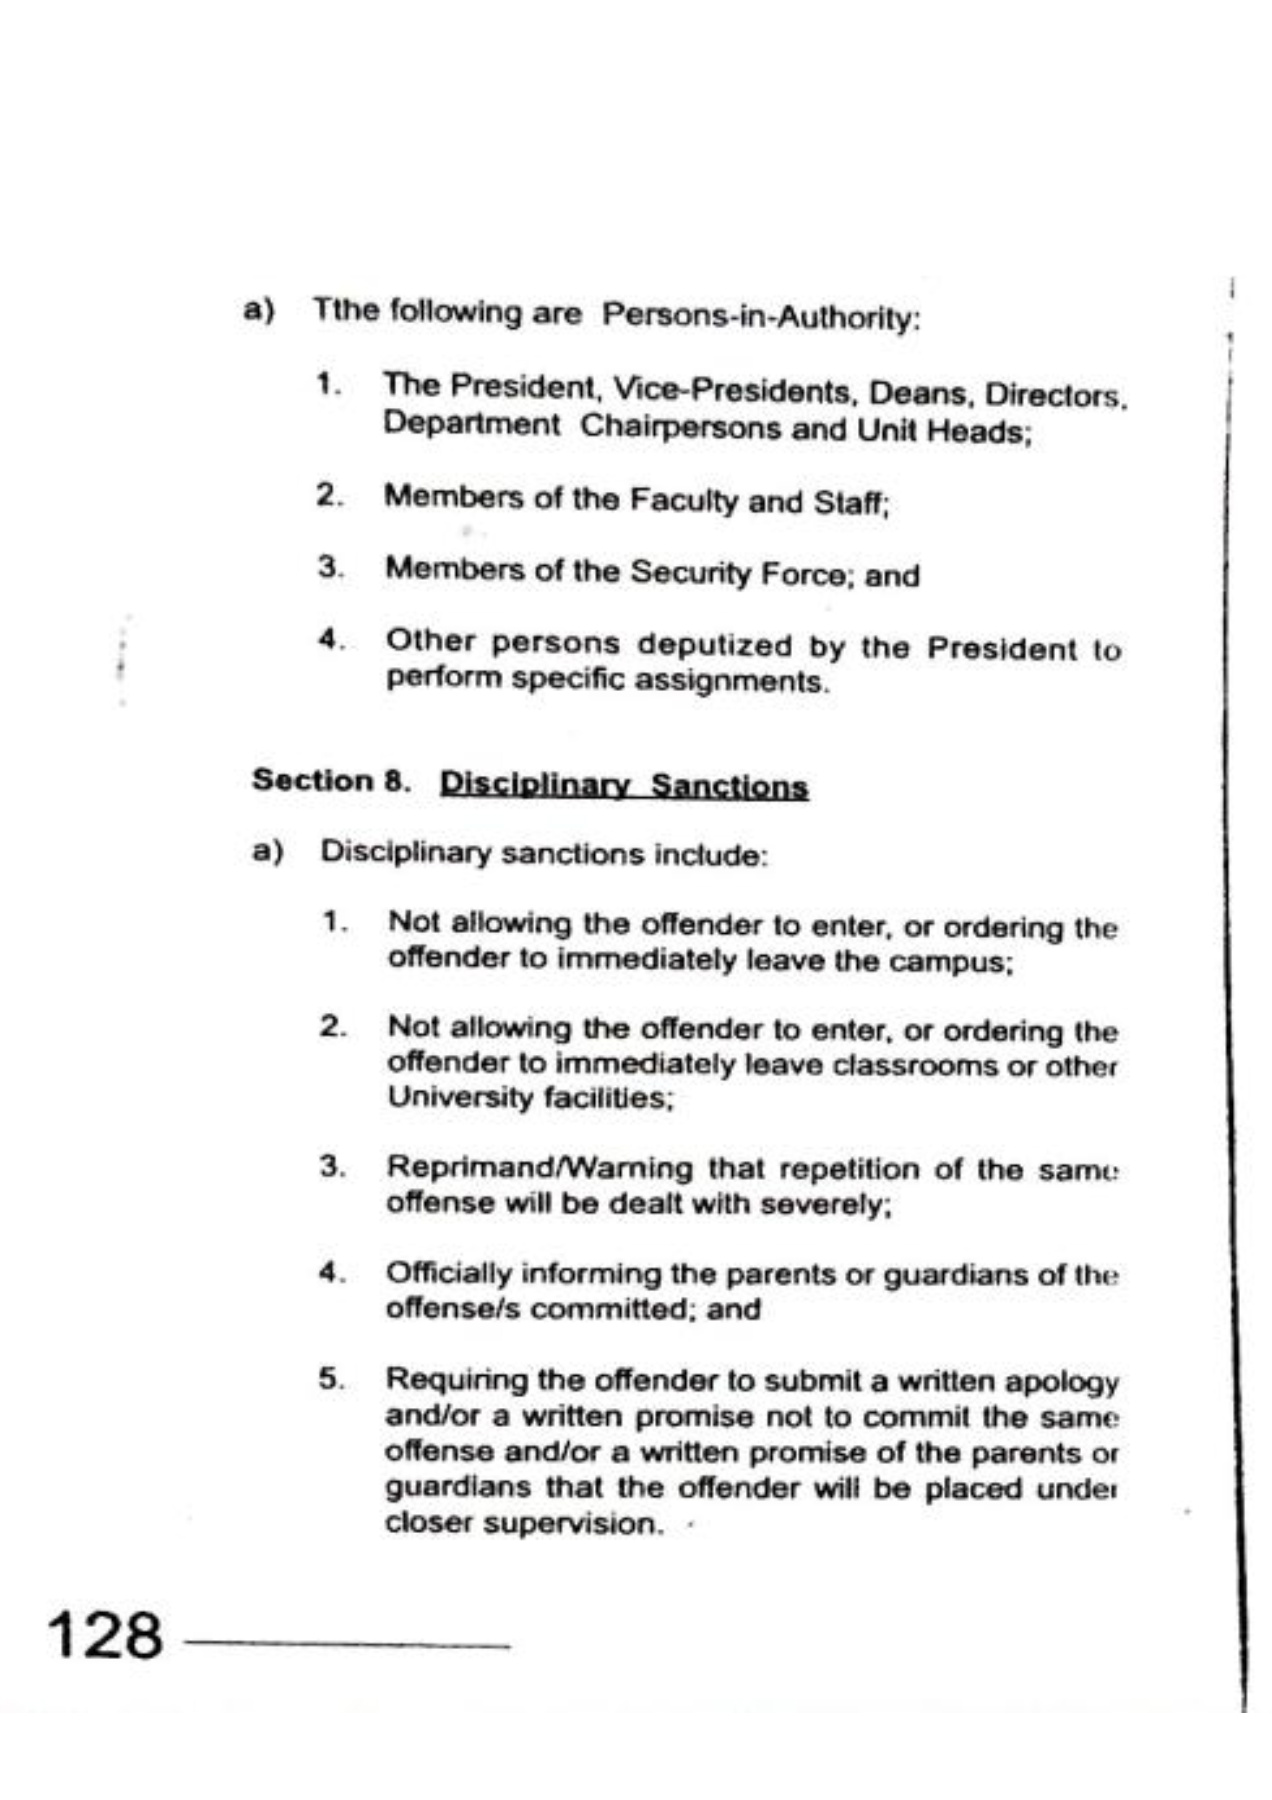 a) Tthe following are Persons-in-Authority:
1. The President, Vice-Presidents, Deans, Directors,
Department Chairpersons and Unit Heads;
2. Members of the Faculty and Staff;
3. Members of the Security Force; and
4. Other persons deputized by the President to
perform specific assignments.
Section 8. Disciplinary Sanctions
a) Disciplinary sanctions include:
1. Not allowing the offender to enter, or ordering the
offender to immediately leave the campus;
2. Not allowing the offender to enter, or ordering the
offender to immediately leave classrooms or other
University facilities;
3. Reprimand/Warning that repetition of the same
offense will be dealt with severely;
4. Officially informing the parents or guardians of the
offense/s committed; and
5. Requiring the offender to submit a written apology
and/or a written promise not to commit the same
offense and/or a written promise of the parents or
guardians that the offender will be placed under
closer supervision.
128